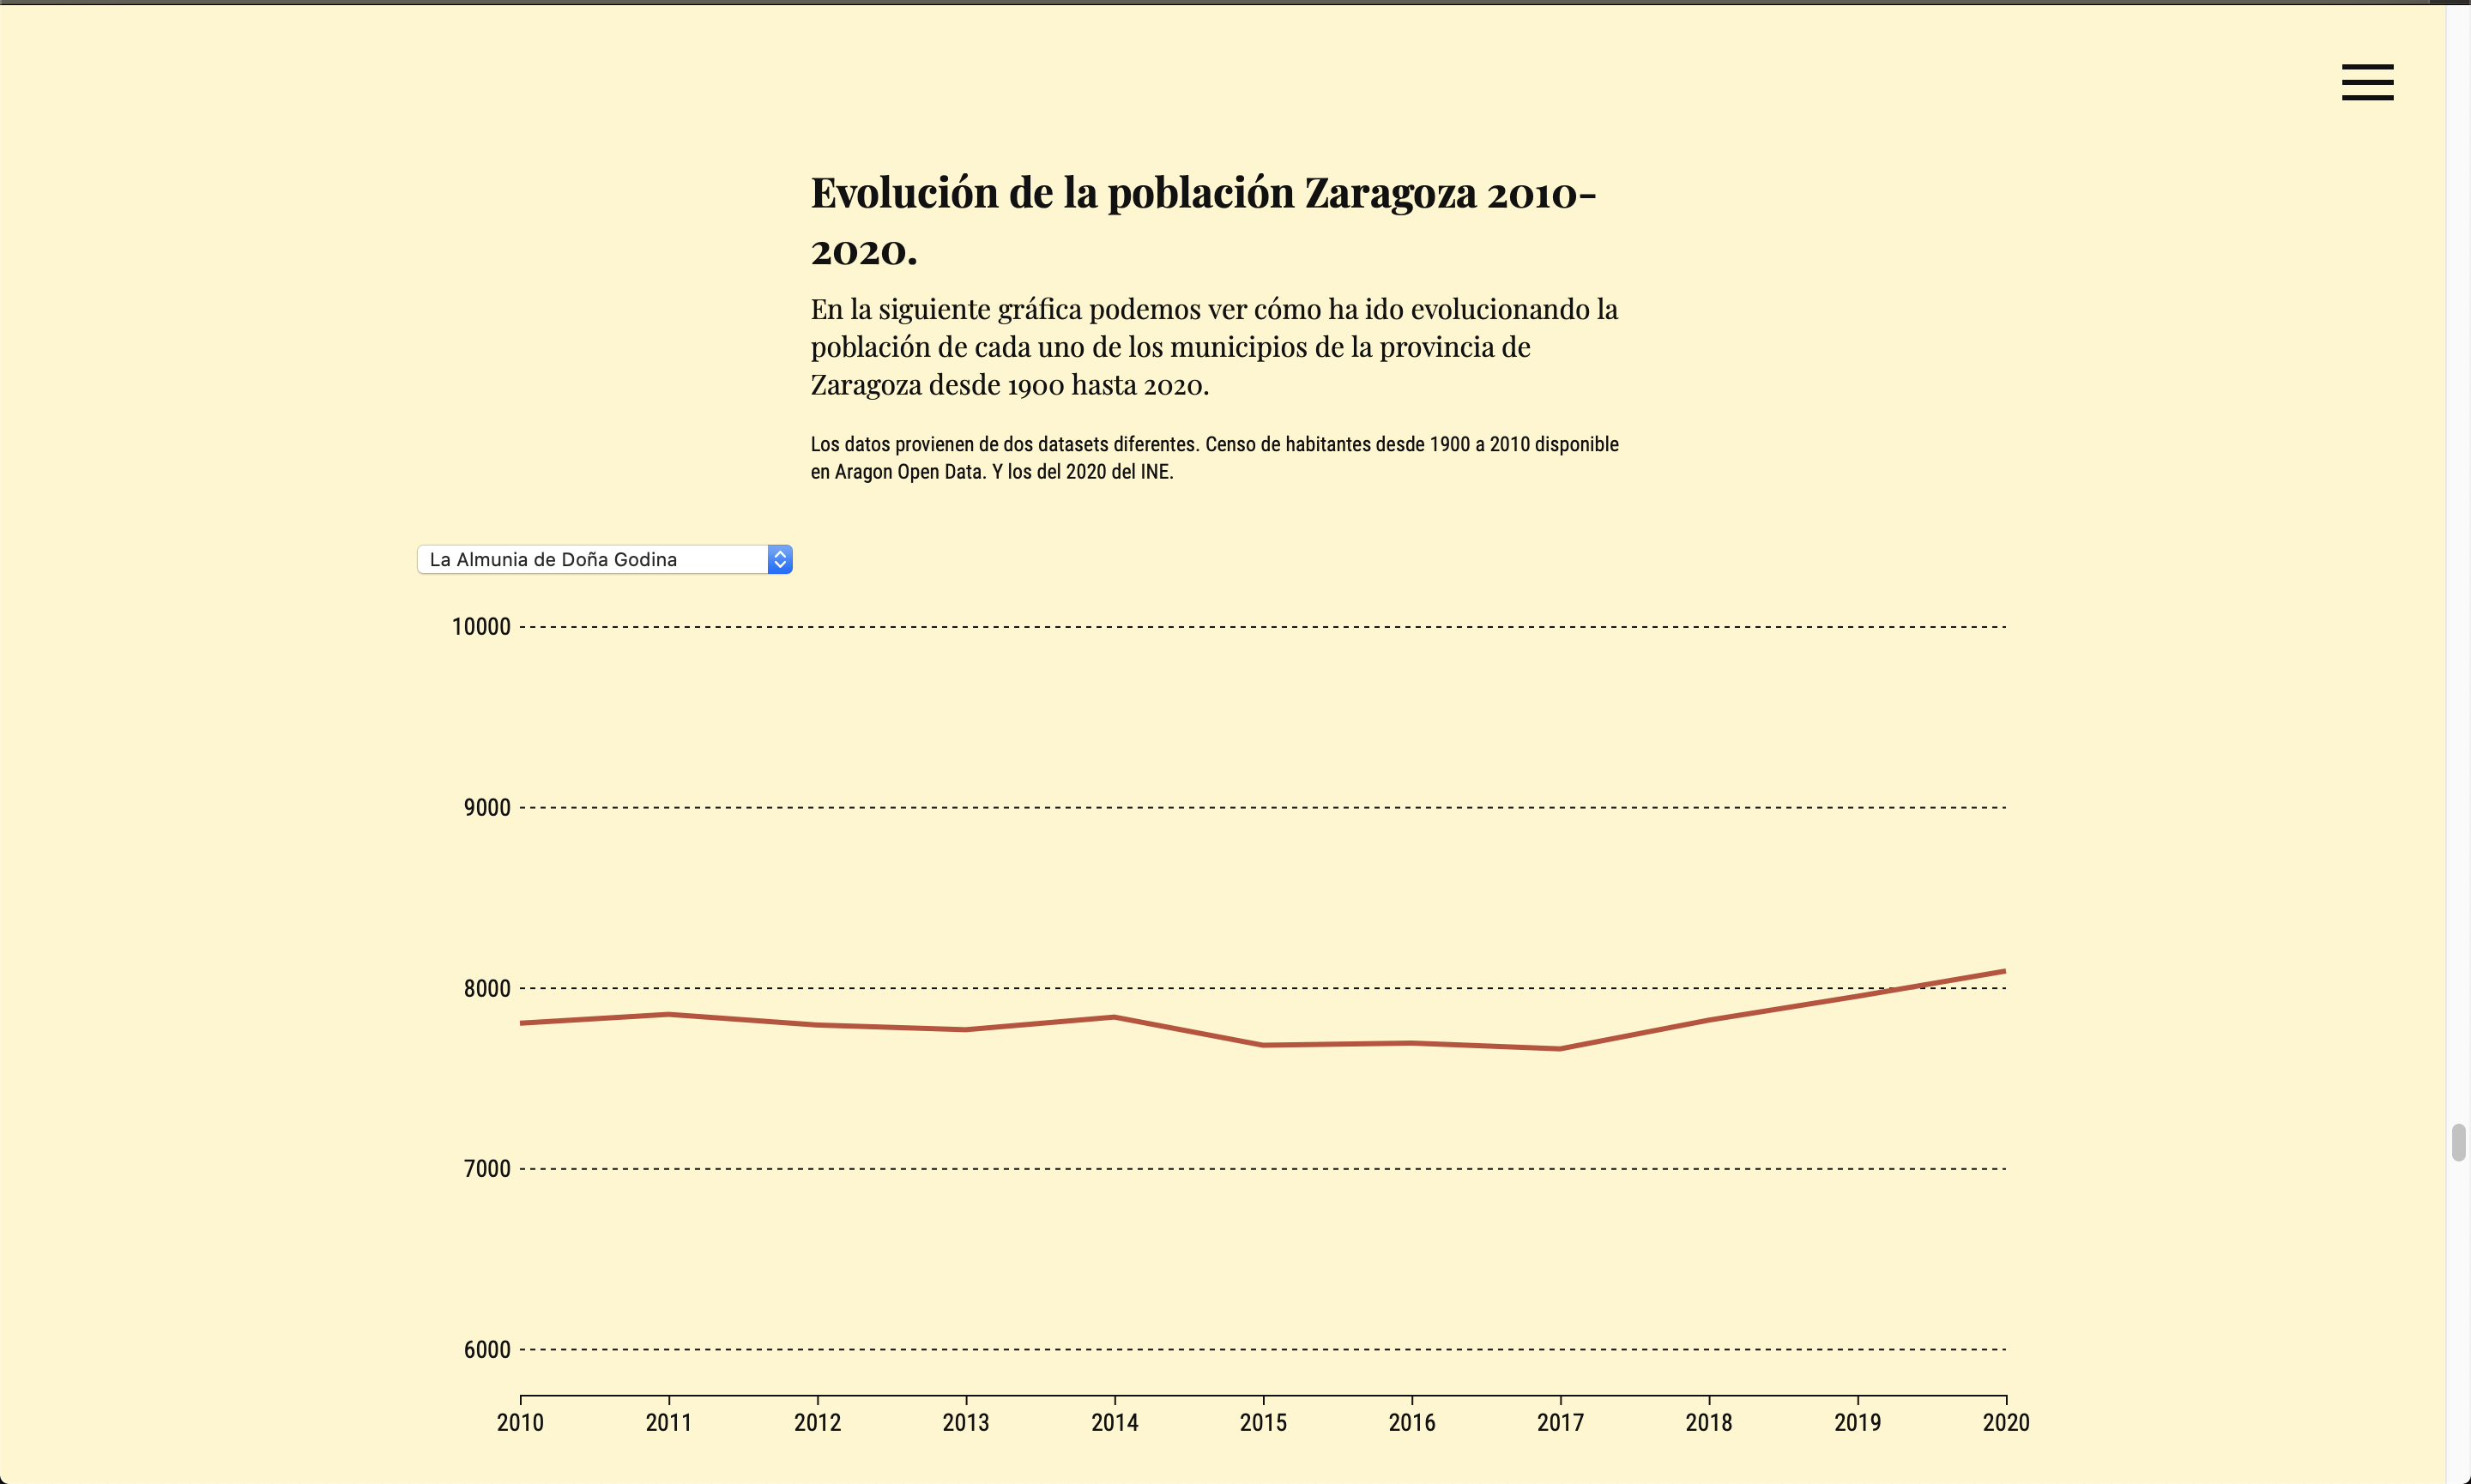 Evolución de la población Zaragoza 2010-
2020.
En la siguiente gráfica podemos ver cómo ha ido evolucionando la
población de cada uno de los municipios de la provincia de
Zaragoza desde 1900 hasta 2020.
Los datos provienen de dos datasets diferentes. Censo de habitantes desde 1900 a 2010 disponible
en Aragon Open Data. Y los del 2020 del INE.
La Almunia de Doña Godina
10000
9000
8000
7000
6000
2010 2011 2012 2013 2014 2015 2016 2017 2018 2019 2020